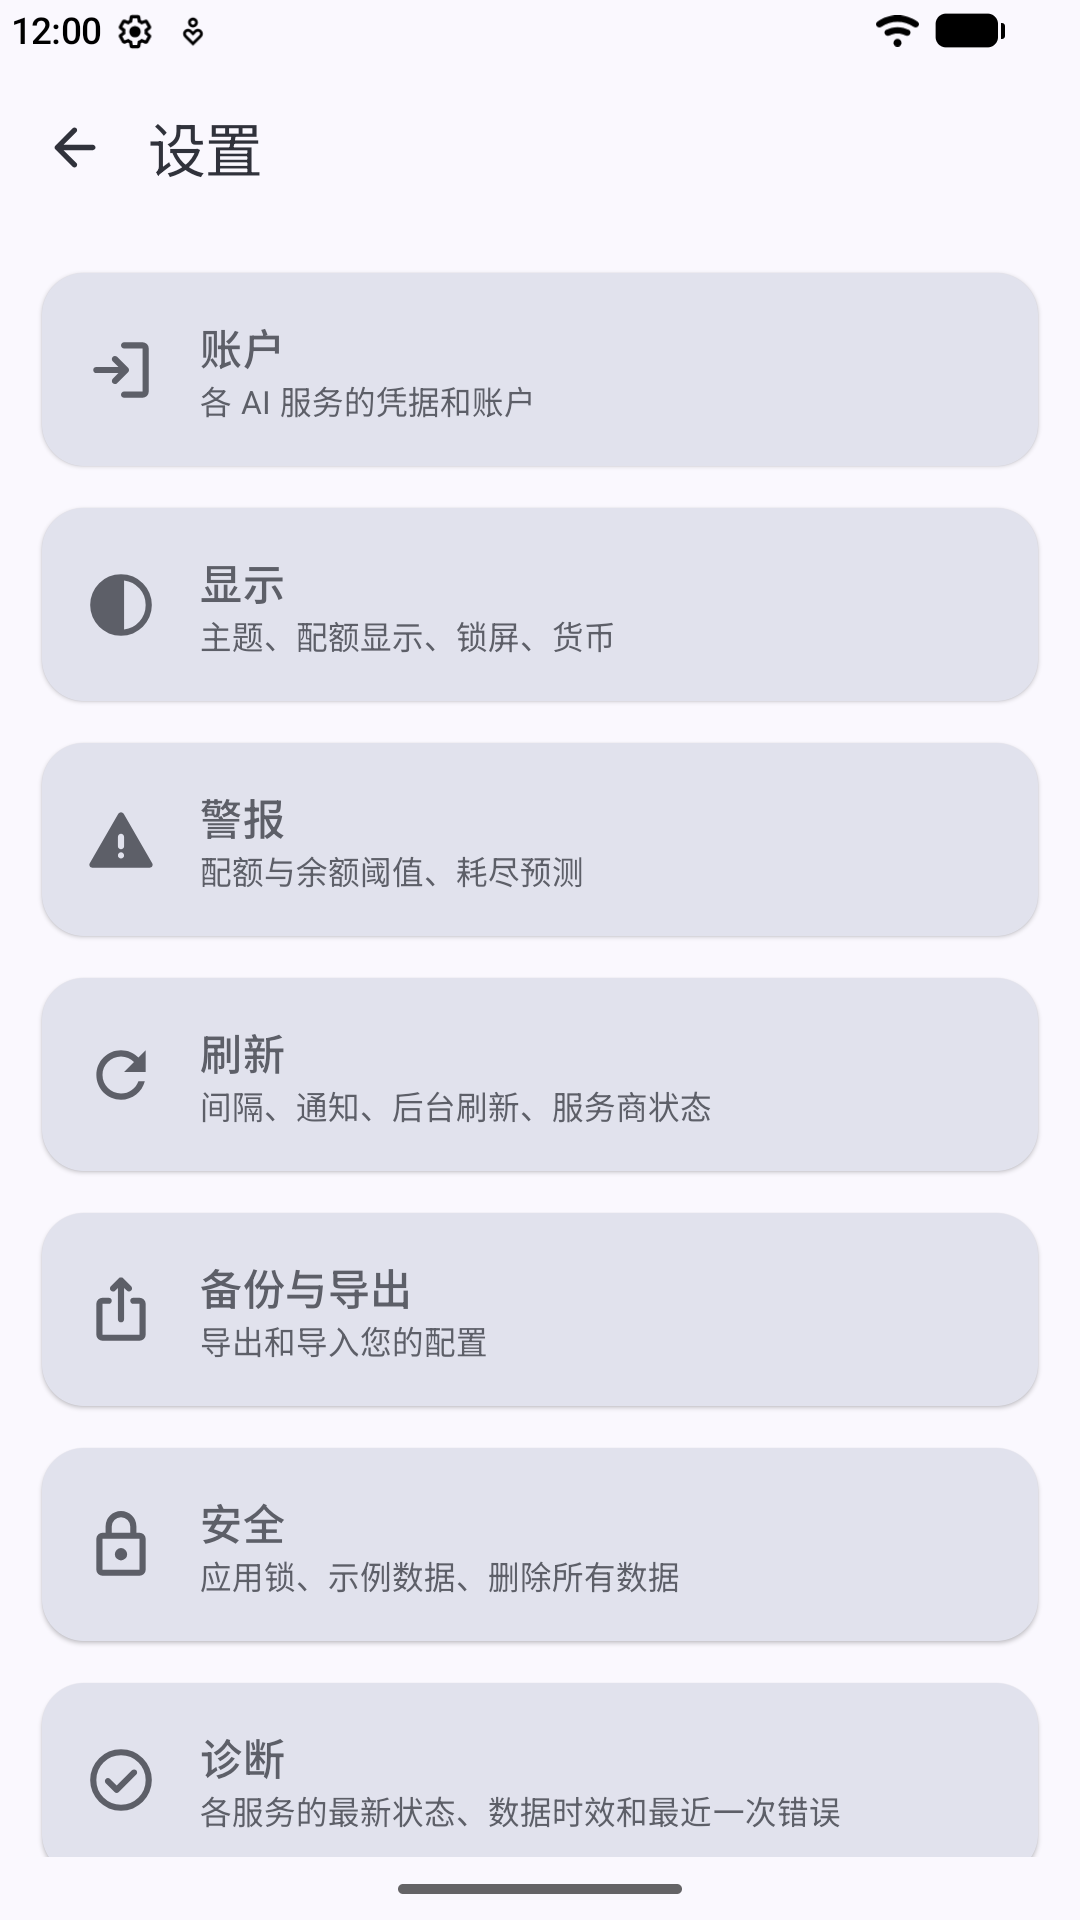 12:00
设置
账户
各 AI 服务的凭据和账户
显示
主题、配额显示、锁屏、货币
警报
配额与余额阈值、耗尽预测
刷新
间隔、通知、后台刷新、服务商状态
备份与导出
导出和导入您的配置
安全
应用锁、示例数据、删除所有数据
诊断
各服务的最新状态、数据时效和最近一次错误